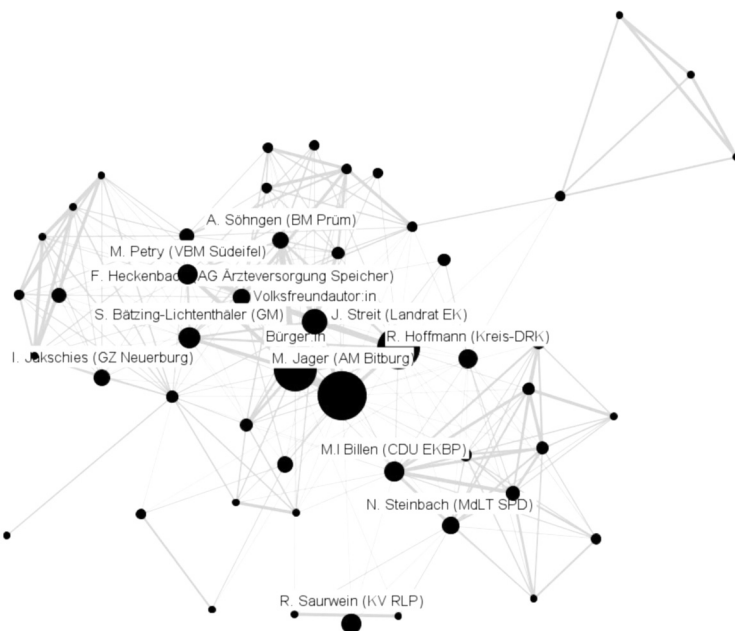 A. Söhngen (BM Prüm)
M. Petry (VBM Südeifel)
F. Heckenbac AG Ärzteversorgung Speicher)
Volksfreundautor:in
S. Bätzing-Lichtenthäler (GM)
J. Streit (Landrat EK)
Bürger:in
R. Hoffmann (Kreis-DRK)
I. Jakschies (GZ Neuerburg)
M. Jager (AM Bitburg)
M.I Billen (CDU EKBP)
N. Steinbach (MdLT SPD)
R. Saurwein (KV RLP)